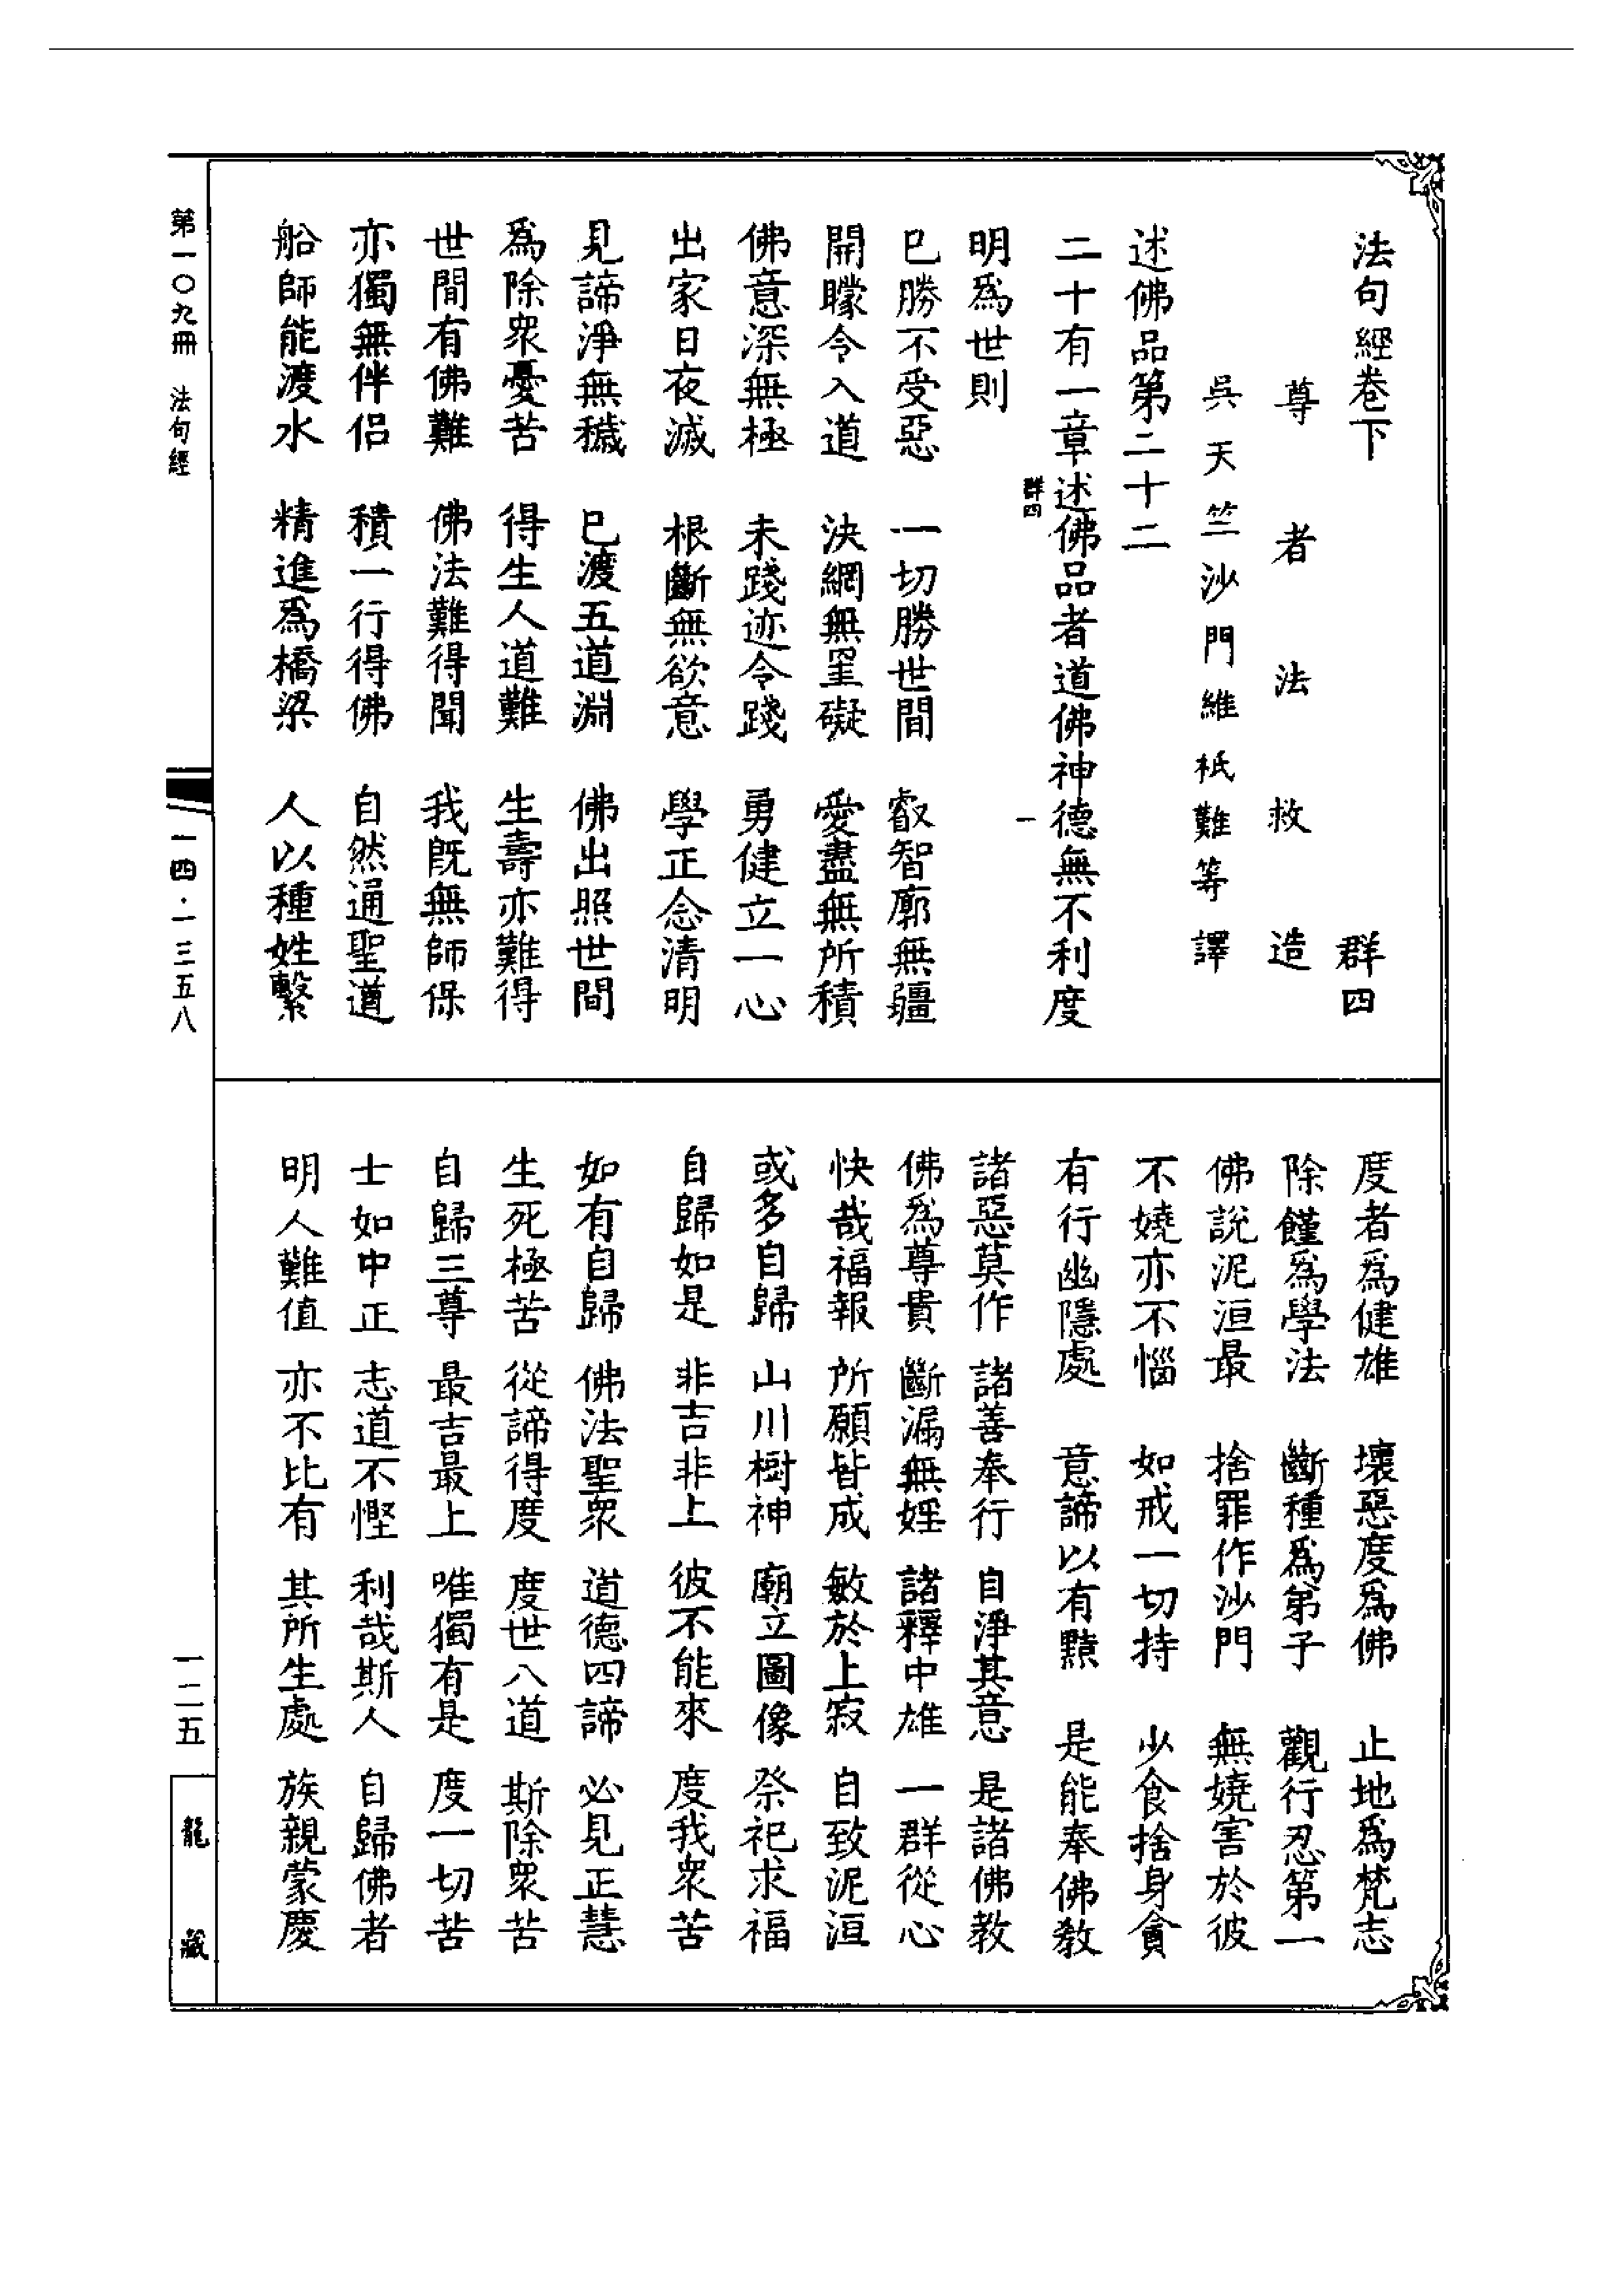 法句經卷下　群四
尊者法救造
吳天竺沙門維祇難等譯
述佛品第二十二
二十有一章述佛品者道佛神德無不利度
群四　一
明爲世則
已勝不受惡　一切勝世間　叡智廓無疆
開矇令入道　決網無罣礙　愛盡無所積
佛意深無極　未踐迹令踐　勇健立一心
出家日夜滅　根斷無欲意　學正念清明
見諦淨無穢　已渡五道淵　佛出照世間
爲除衆憂苦　得生人道難　生壽亦難得
世間有佛難　佛法難得聞　我既無師保
亦獨無伴侶　積一行得佛　自然通聖道
船師能渡水　精進爲橋梁　人以種姓繫
度者爲健雄　壞惡度爲佛　止地爲梵志
除饉爲學法　斷種爲弟子　觀行忍第一
佛說泥洹最　捨罪作沙門　無嬈害於彼
不嬈亦不惱　如戒一切持　少食捨身貪
有行幽隱處　意諦以有黠　是能奉佛教
諸惡莫作　諸善奉行　自淨其意　是諸佛教
佛爲尊貴　斷漏無婬　諸釋中雄　一群從心
快哉福報　所願皆成　敏於上寂　自致泥洹
或多自歸　山川樹神　廟立圖像　祭祀求福
自歸如是　非吉非上　彼不能來　度我衆苦
如有自歸　佛法聖衆　道德四諦　必見正慧
生死極苦　從諦得度　度世八道　斯除衆苦
自歸三尊　最吉最上　唯獨有是　度一切苦
士如中正　志道不慳　利哉斯人　自歸佛者
明人難值　亦不比有　其所生處　族親蒙慶
第一〇九冊　法句經
一四·一三五八
一二五
龍藏